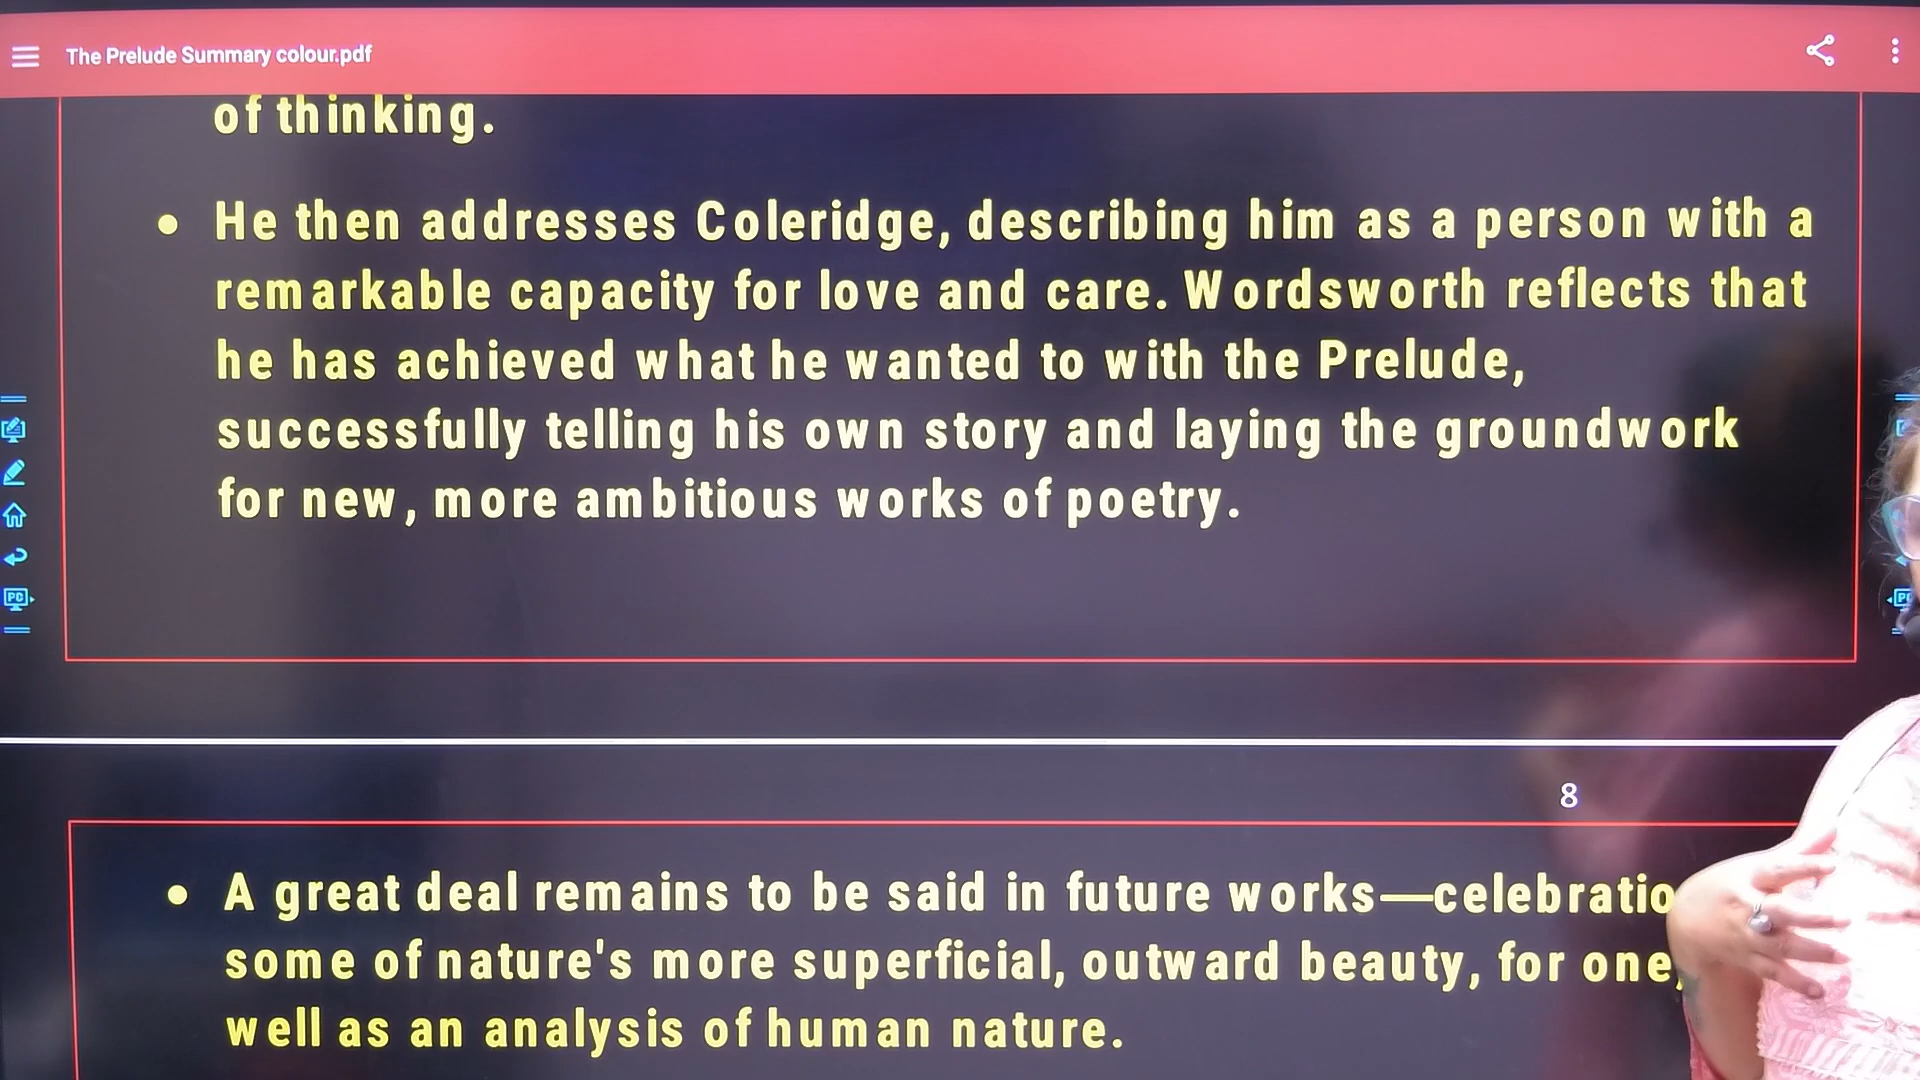 The Prelude Summary colour.pdf
of thinking.
• He then addresses Coleridge, describing him as a person with a
remarkable capacity for love and care. Wordsworth reflects that
he has achieved what he wanted to with the Prelude,
successfully telling his own story and laying the groundwork
for new, more ambitious works of poetry.
8
• A great deal remains to be said in future works—celebratio
some of nature's more superficial, outward beauty, for one,
well as an analysis of human nature.